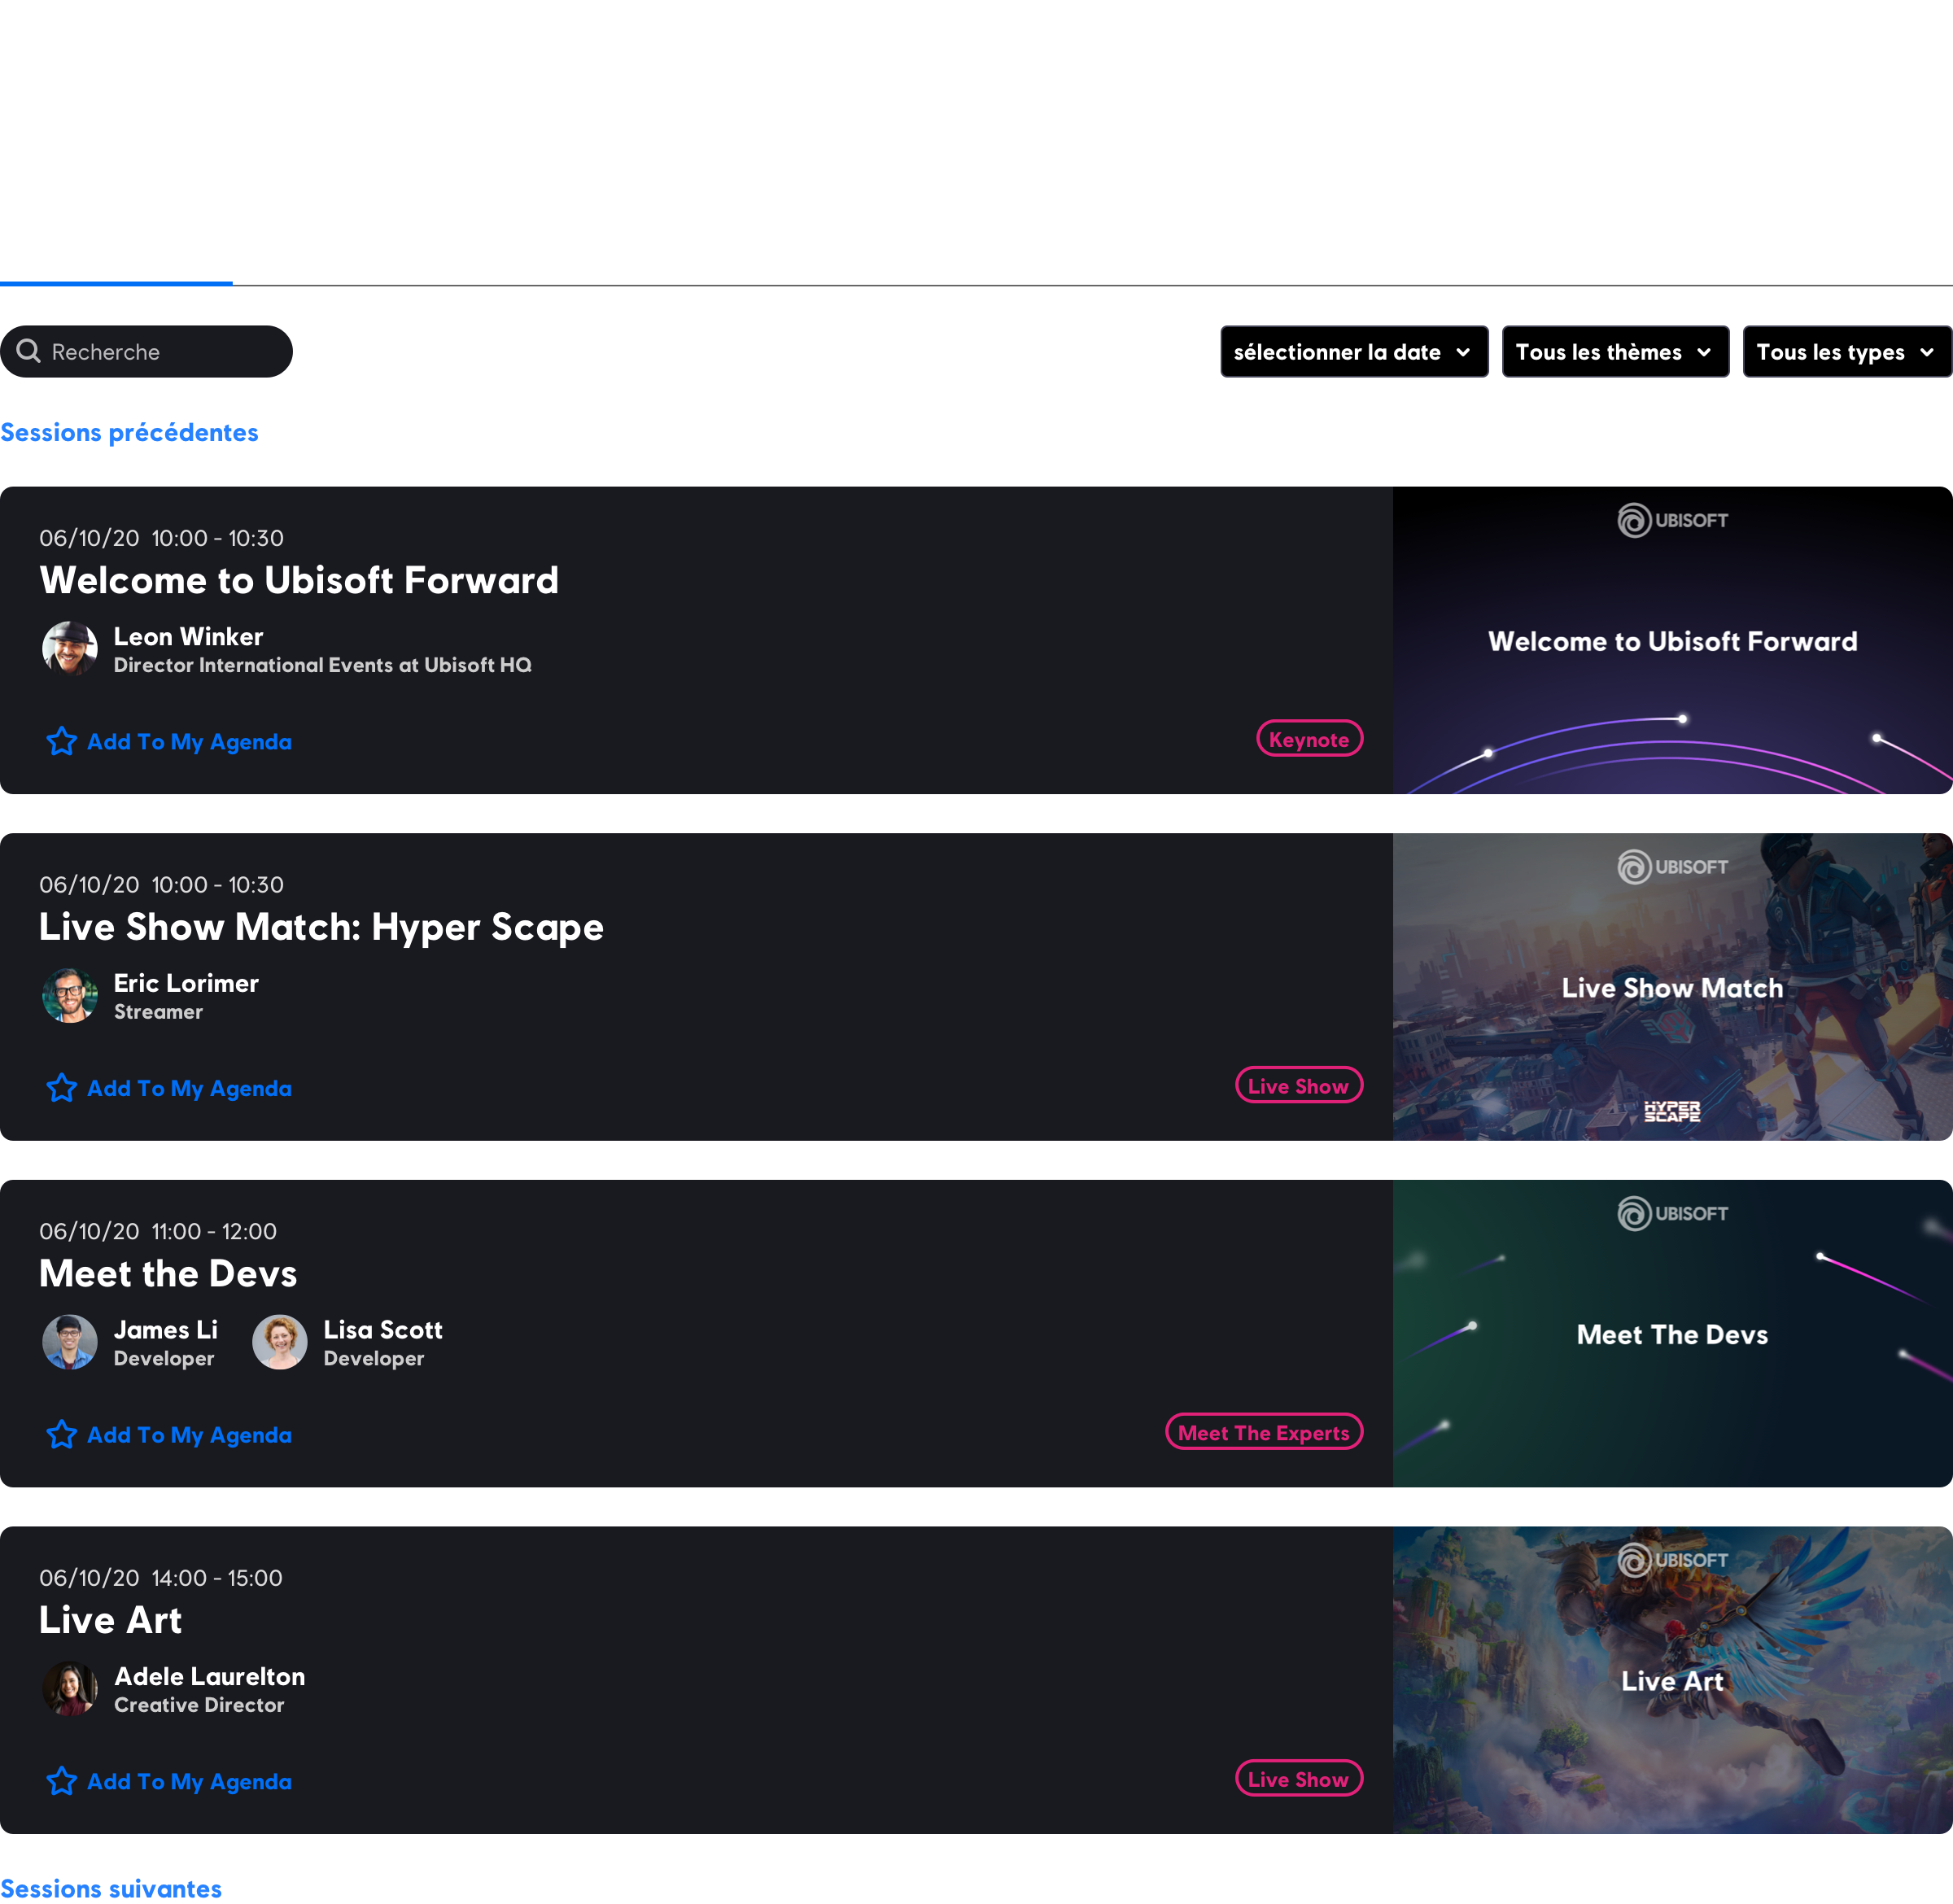 Recherche
sélectionner la date
Tous les thèmes
Tous les types
Sessions précédentes
06/10/20 10:00 - 10:30
Welcome to Ubisoft Forward
Leon Winker
Director International Events at Ubisoft HQ
Add To My Agenda
Keynote
UBISOFT
Welcome to Ubisoft Forward
06/10/20 10:00 - 10:30
Live Show Match: Hyper Scape
Eric Lorimer
Streamer
Add To My Agenda
Live Show
UBISOFT
Live Show Match
HYPER
SCAPE
06/10/20 11:00 - 12:00
Meet the Devs
James Li
Developer
Lisa Scott
Developer
Add To My Agenda
Meet The Experts
UBISOFT
Meet The Devs
06/10/20 14:00 - 15:00
Live Art
Adele Laurelton
Creative Director
Add To My Agenda
Live Show
UBISOFT
Live Art
Sessions suivantes